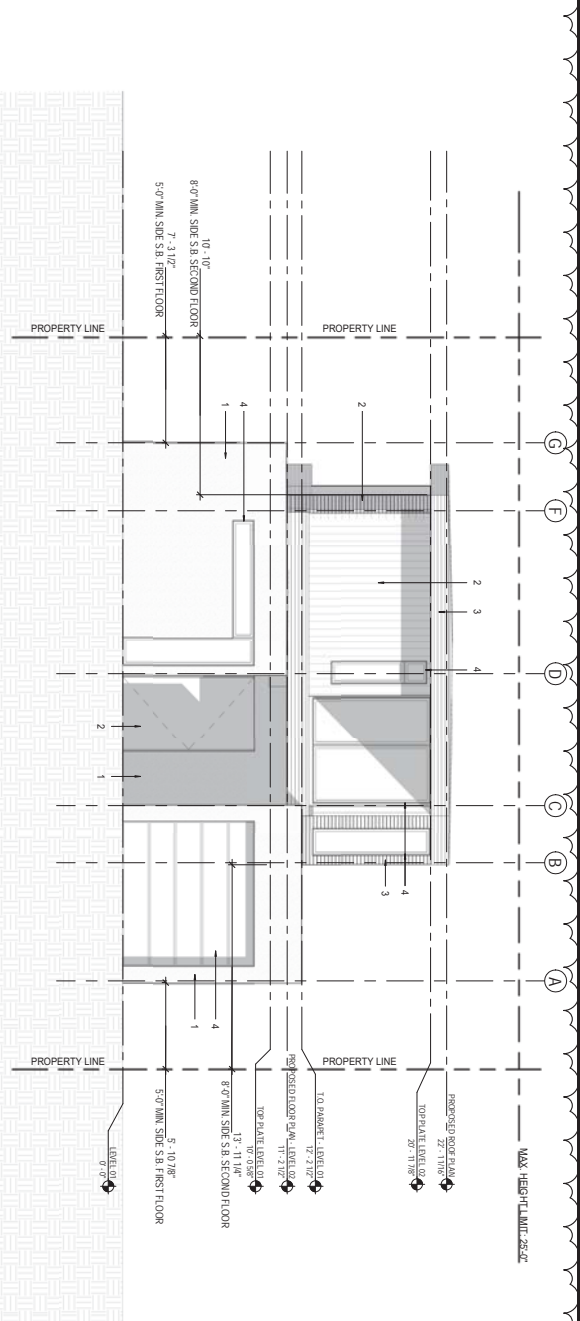 G
F
D
C
B
A
MAX. HEIGHT LIMIT : 25'-0"
PROPOSED ROOF PLAN
22' - 1 1/16"
TOP PLATE LEVEL 02
20' - 11 7/8"
T.O. PARAPET - LEVEL 01
12' - 2 1/2"
PROPOSED FLOOR PLAN - LEVEL 02
11' - 2 1/2"
TOP PLATE LEVEL 01
10' - 0 5/8"
LEVEL 01
0' - 0"
PROPERTY LINE
PROPERTY LINE
2
3
4
2
4
3
10' - 10"
8'-0" MIN. SIDE S.B. SECOND FLOOR
7' - 3 1/2"
5'-0" MIN. SIDE S.B. FIRST FLOOR
13' - 11 1/4"
8'-0" MIN. SIDE S.B. SECOND FLOOR
5' - 10 7/8"
5'-0" MIN. SIDE S.B. FIRST FLOOR
4
1
2
1
4
1
PROPERTY LINE
PROPERTY LINE